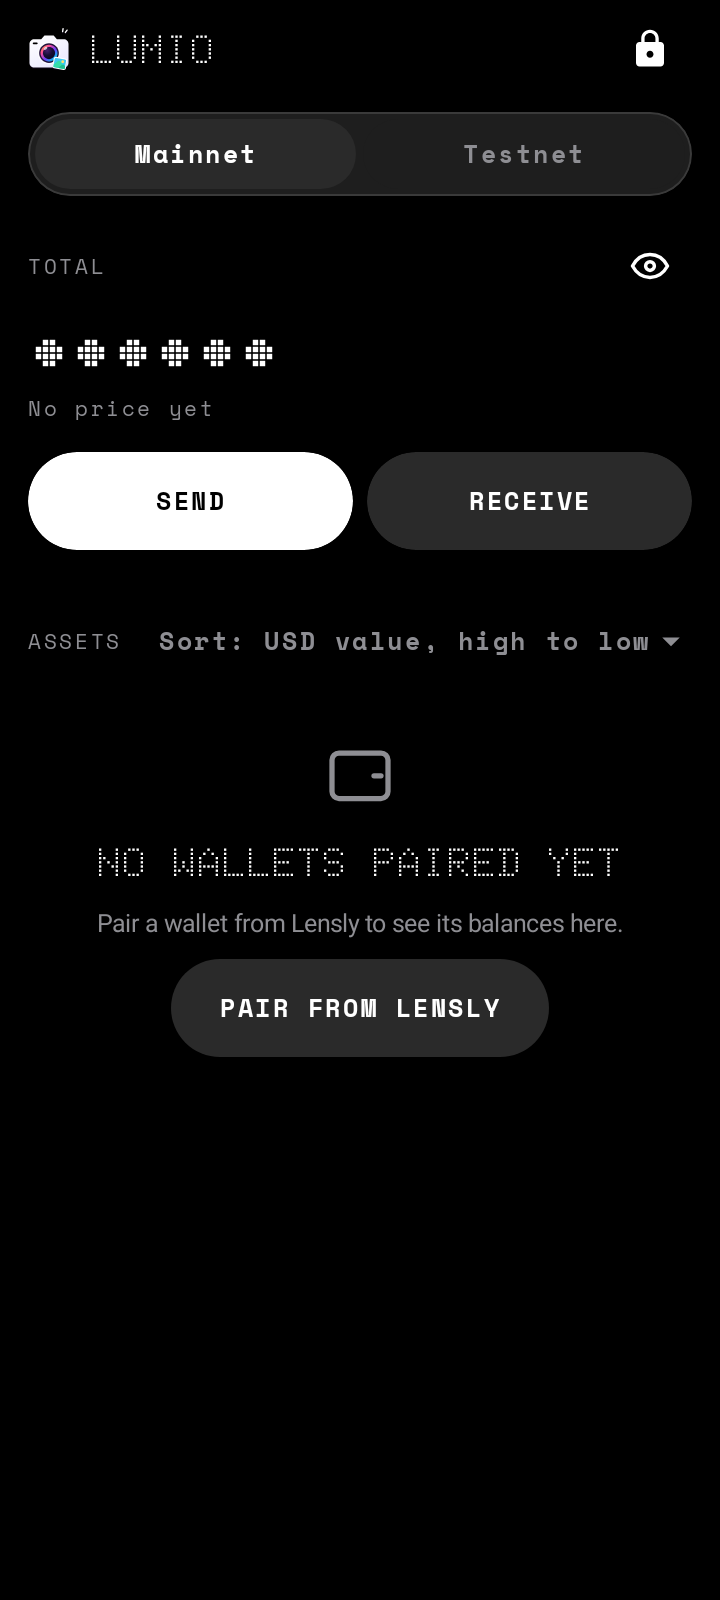 LUMIO
Mainnet Testnet
TOTAL
******
No price yet
SEND RECEIVE
ASSETS Sort: USD value, high to low
NO WALLETS PAIRED YET
Pair a wallet from Lensly to see its balances here.
PAIR FROM LENSLY